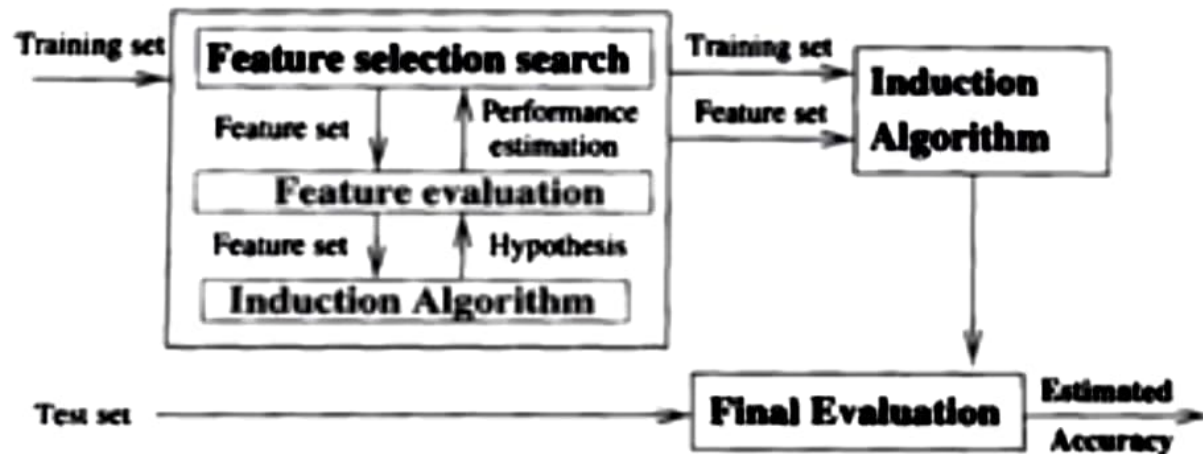 Training set
Feature selection search
Feature set
Performance
estimation
Feature evaluation
Feature set
Hypothesis
Induction Algorithm
Training set
Feature set
Induction
Algorithm
Test set
Final Evaluation
Estimated
Accuracy